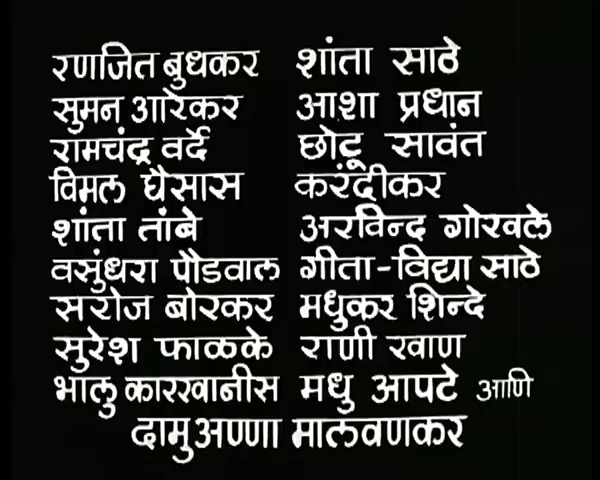 रणजित बुधकर शांता साठे
सुमन आरेकर आशा प्रधान
रामचंद्र वर्दे छोटू सावंत
विमल घैसास करंदीकर
शांता तांबे अरविन्द गोखले
वसुंधरा पौडवाल गीता-विद्या साठे
सरोज बोरकर मधुकर शिन्दे
सुरेश फाळके राणी खाण
भालु कारखानीस मधु आपटे आणि
दामुअण्णा मालवणकर